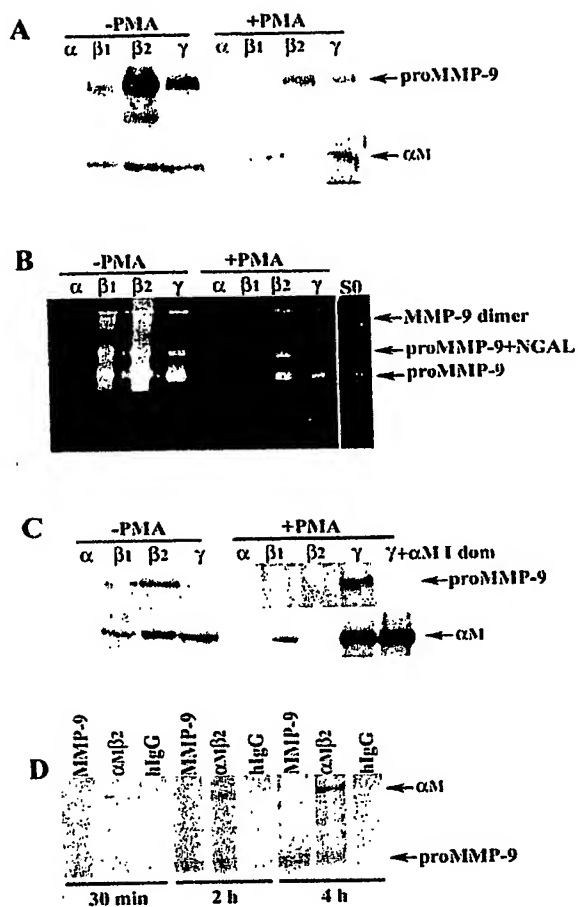 A
-PMA +PMA
α β1 β2 γ α β1 β2 γ
proMMP-9
αM
B
-PMA +PMA
α β1 β2 γ α β1 β2 γ S0
MMP-9 dimer
proMMP-9+NGAL
proMMP-9
C
-PMA +PMA
α β1 β2 γ α β1 β2 γ γ+αM I dom
proMMP-9
αM
D
MMP-9 αMβ2 hIgG MMP-9 αMβ2 hIgG MMP-9 αMβ2 hIgG
αM
proMMP-9
30 min 2 h 4 h